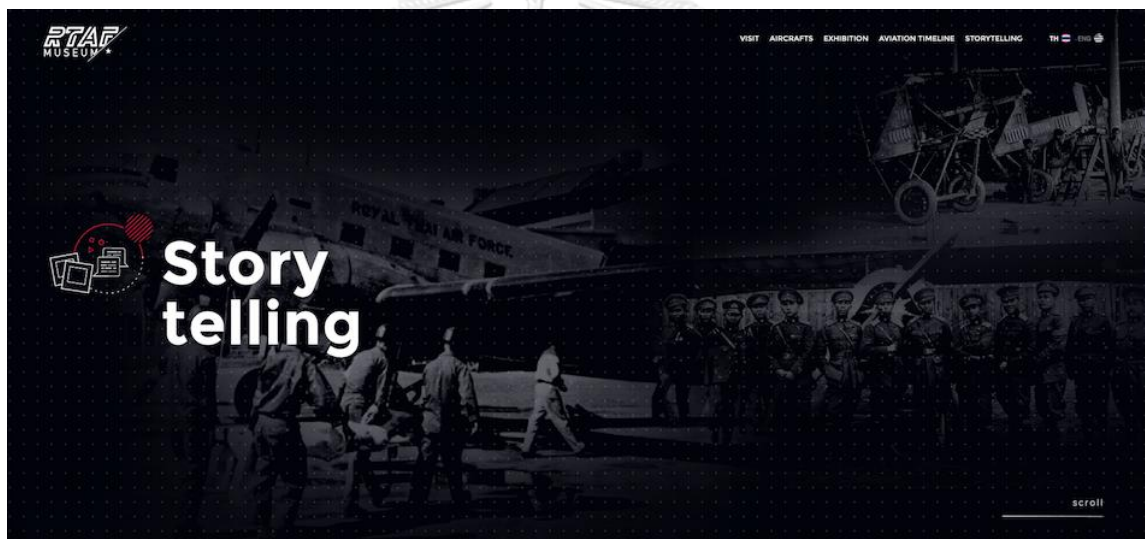 RTAF
MUSEUM
VISIT AIRCRAFTS EXHIBITION AVIATION TIMELINE STORYTELLING TH ENG
ROYAL THAI AIR FORCE
Story
telling
scroll